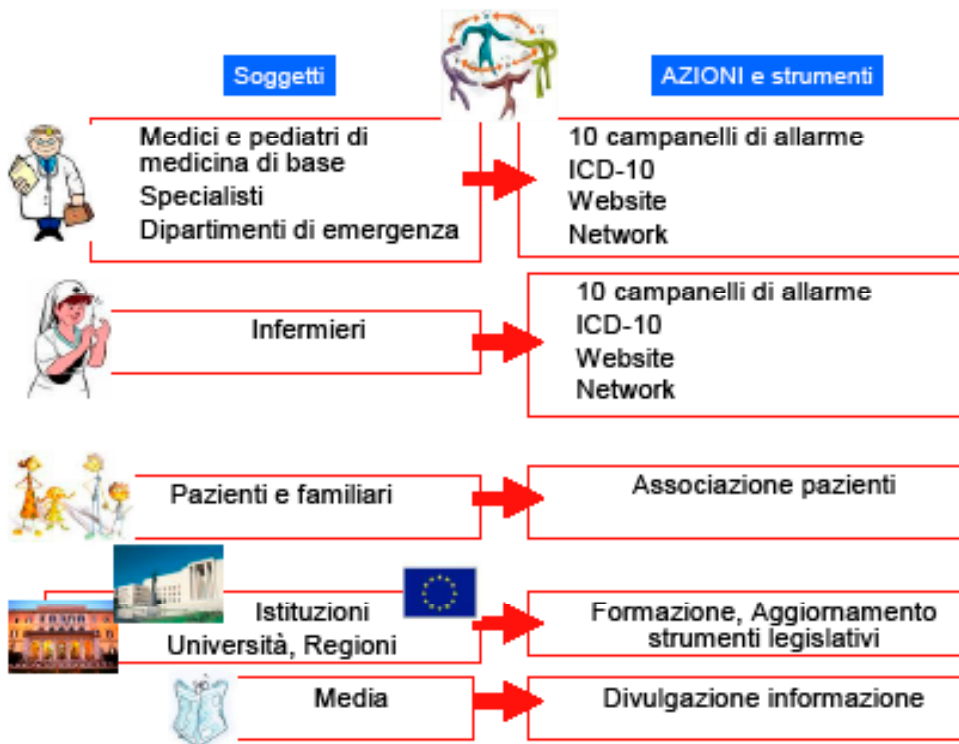 Soggetti
AZIONI e strumenti
Medici e pediatri di
medicina di base
Specialisti
Dipartimenti di emergenza
10 campanelli di allarme
ICD-10
Website
Network
Infermieri
10 campanelli di allarme
ICD-10
Website
Network
Pazienti e familiari
Associazione pazienti
Istituzioni
Università, Regioni
Formazione, Aggiornamento
strumenti legislativi
Media
Divulgazione informazione